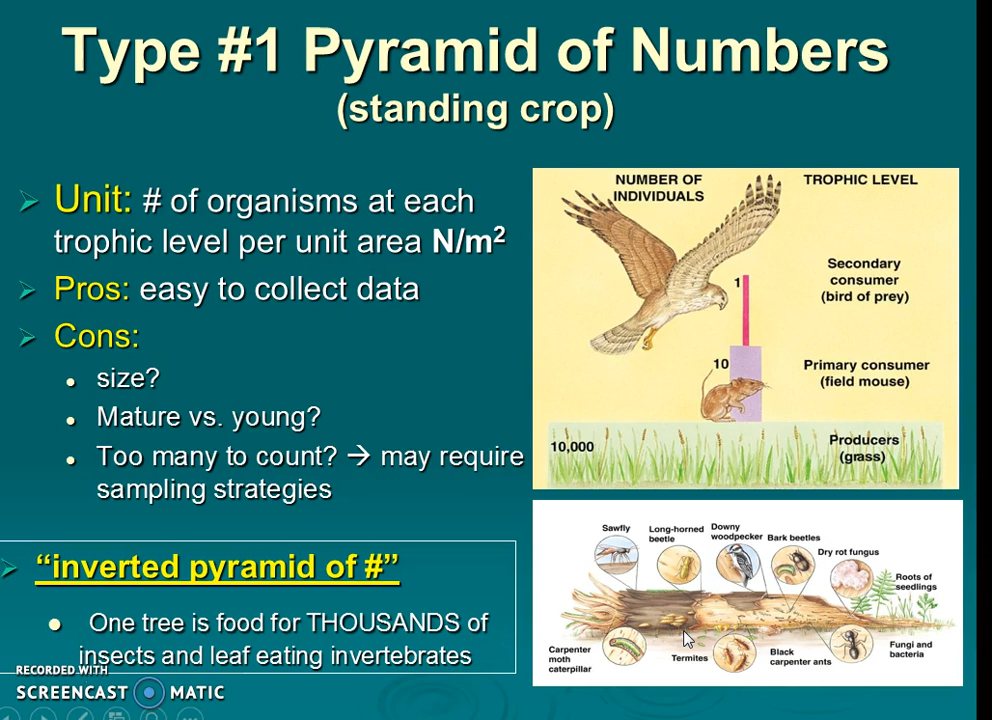 Type #1 Pyramid of Numbers
(standing crop)
Unit: # of organisms at each
trophic level per unit area N/m²
Pros: easy to collect data
Cons:
size?
Mature vs. young?
Too many to count? → may require
sampling strategies
“inverted pyramid of #”
One tree is food for THOUSANDS of
insects and leaf eating invertebrates
NUMBER OF
INDIVIDUALS
TROPHIC LEVEL
1
Secondary
consumer
(bird of prey)
10
Primary consumer
(field mouse)
10,000
Producers
(grass)
Sawfly
Long-horned
beetle
Downy
woodpecker
Bark beetles
Dry rot fungus
Roots of
seedlings
Carpenter
moth
caterpillar
Termites
Black
carpenter ants
Fungi and
bacteria
RECORDED WITH
SCREENCAST MATIC